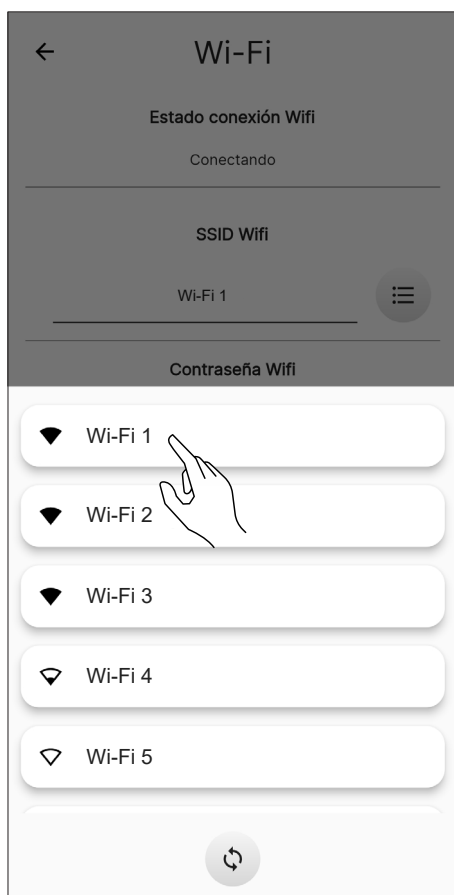 Wi-Fi
Estado conexión Wifi
Conectando
SSID Wifi
Wi-Fi 1
Contraseña Wifi
Wi-Fi 1
Wi-Fi 2
Wi-Fi 3
Wi-Fi 4
Wi-Fi 5